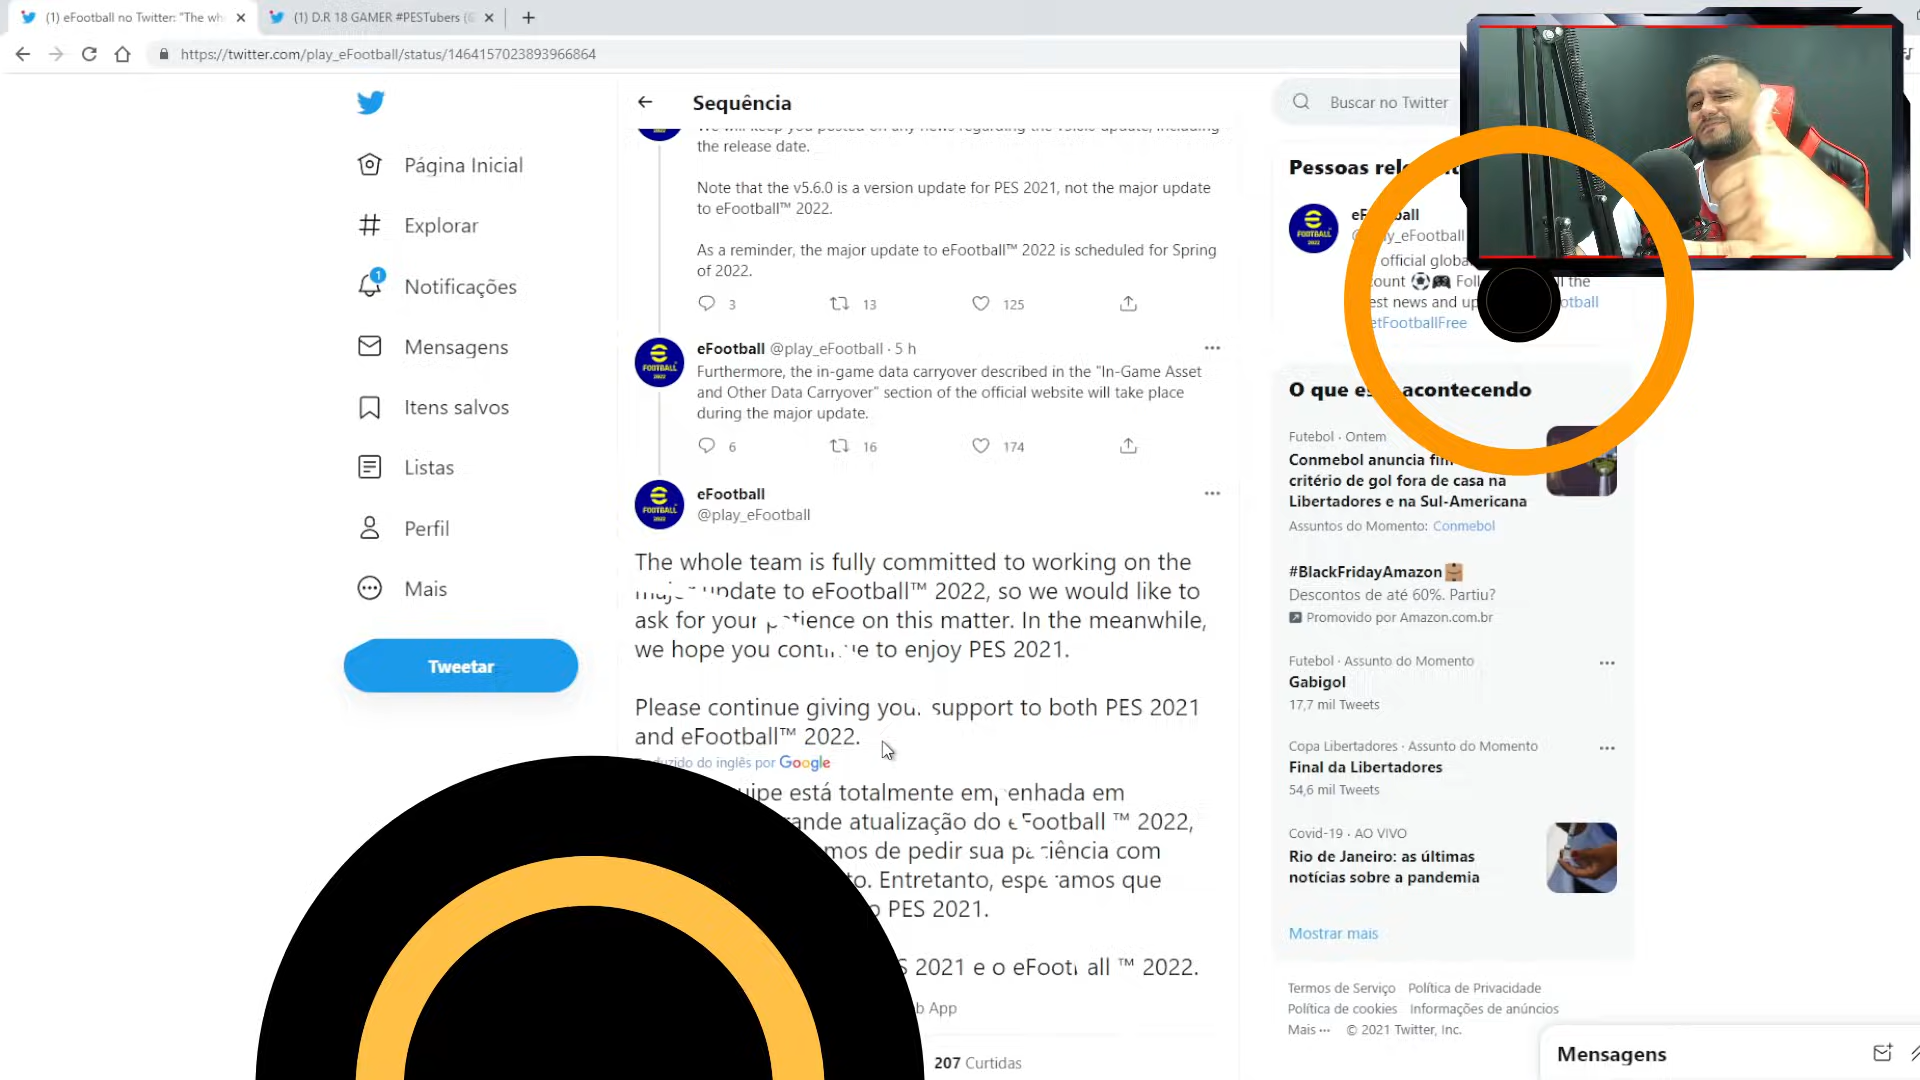 (1) eFootball no Twitter: "The wh
(1) D.R 18 GAMER #PESTubers (
https://twitter.com/play_eFootball/status/1464157023893966864
Página Inicial
Explorar
1
Notificações
Mensagens
Itens salvos
Listas
Perfil
Mais
Tweetar
Sequência
We will keep you posted on any news regarding the v5.6.0 update, including
the release date.
Note that the v5.6.0 is a version update for PES 2021, not the major update
to eFootball™ 2022.
As a reminder, the major update to eFootball™ 2022 is scheduled for Spring
of 2022.
3 13 125
eFootball @play_eFootball · 5 h
Furthermore, the in-game data carryover described in the "In-Game Asset
and Other Data Carryover" section of the official website will take place
during the major update.
6 16 174
eFootball
@play_eFootball
The whole team is fully committed to working on the
major update to eFootball™ 2022, so we would like to
ask for your patience on this matter. In the meanwhile,
we hope you continue to enjoy PES 2021.
Please continue giving your support to both PES 2021
and eFootball™ 2022.
Traduzido do inglês por Google
está totalmente empenhada em
atualização do eFootball ™ 2022,
de pedir sua paciência com
Entretanto, esperamos que
PES 2021.
2021 e o eFootball ™ 2022.
App
207 Curtidas
Buscar no Twitter
Pessoas
FOOTBALL
2022
official
the
news and
etFootballFree
O que acontecendo
Futebol · Ontem
Conmebol anuncia
critério de gol fora de casa na
Libertadores e na Sul-Americana
Assuntos do Momento: Conmebol
#BlackFridayAmazon
Descontos de até 60%. Partiu?
Promovido por Amazon.com.br
Futebol · Assunto do Momento
Gabigol
17,7 mil Tweets
Copa Libertadores · Assunto do Momento
Final da Libertadores
54,6 mil Tweets
Covid-19 · AO VIVO
Rio de Janeiro: as últimas
notícias sobre a pandemia
Mostrar mais
Termos de Serviço Política de Privacidade
Política de cookies Informações de anúncios
Mais ··· © 2021 Twitter, Inc.
Mensagens